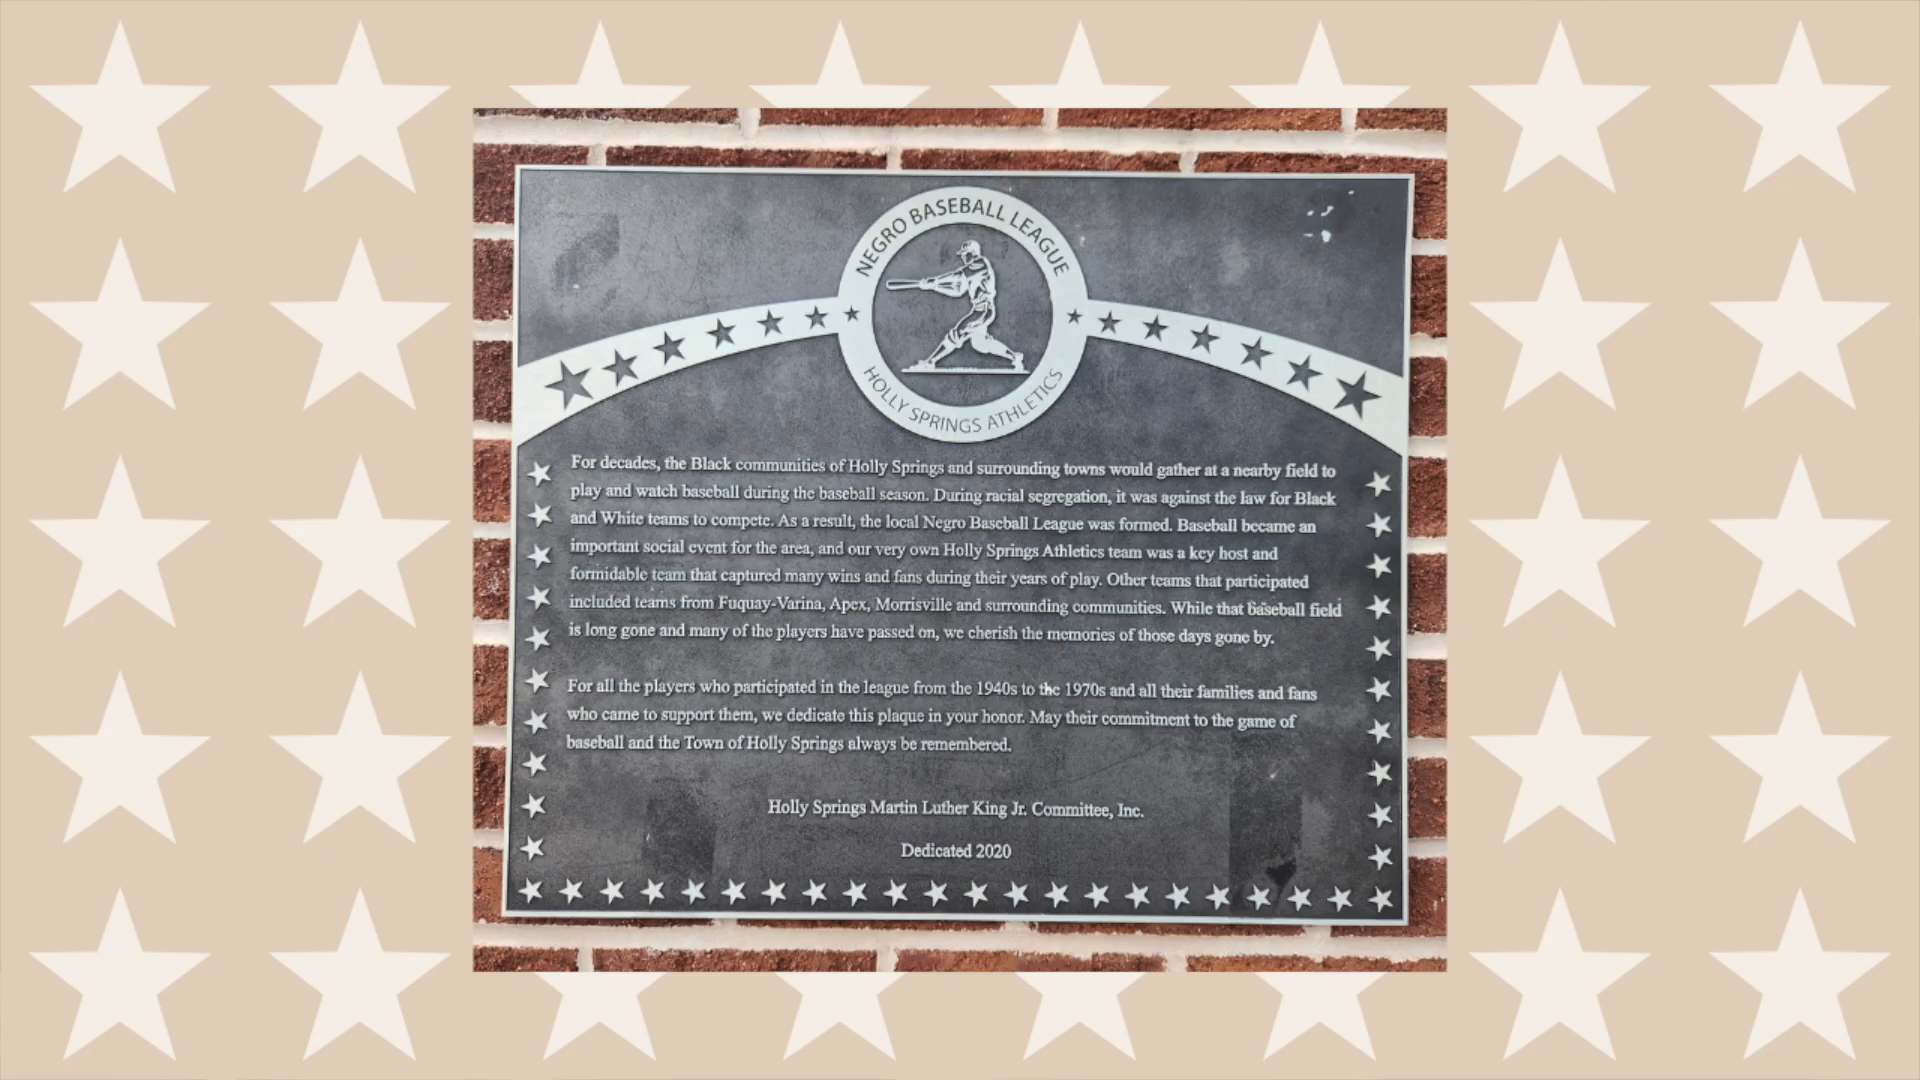 NEGRO BASEBALL LEAGUE
HOLLY SPRINGS ATHLETICS
For decades, the Black communities of Holly Springs and surrounding towns would gather at a nearby field to
play and watch baseball during the baseball season. During racial segregation, it was against the law for Black
and White teams to compete. As a result, the local Negro Baseball League was formed. Baseball became an
important social event for the area, and our very own Holly Springs Athletics team was a key host and
formidable team that captured many wins and fans during their years of play. Other teams that participated
included teams from Fuquay-Varina, Apex, Morrisville and surrounding communities. While that baseball field
is long gone and many of the players have passed on, we cherish the memories of those days gone by.
For all the players who participated in the league from the 1940s to the 1970s and all their families and fans
who came to support them, we dedicate this plaque in your honor. May their commitment to the game of
baseball and the Town of Holly Springs always be remembered.
Holly Springs Martin Luther King Jr. Committee, Inc.
Dedicated 2020